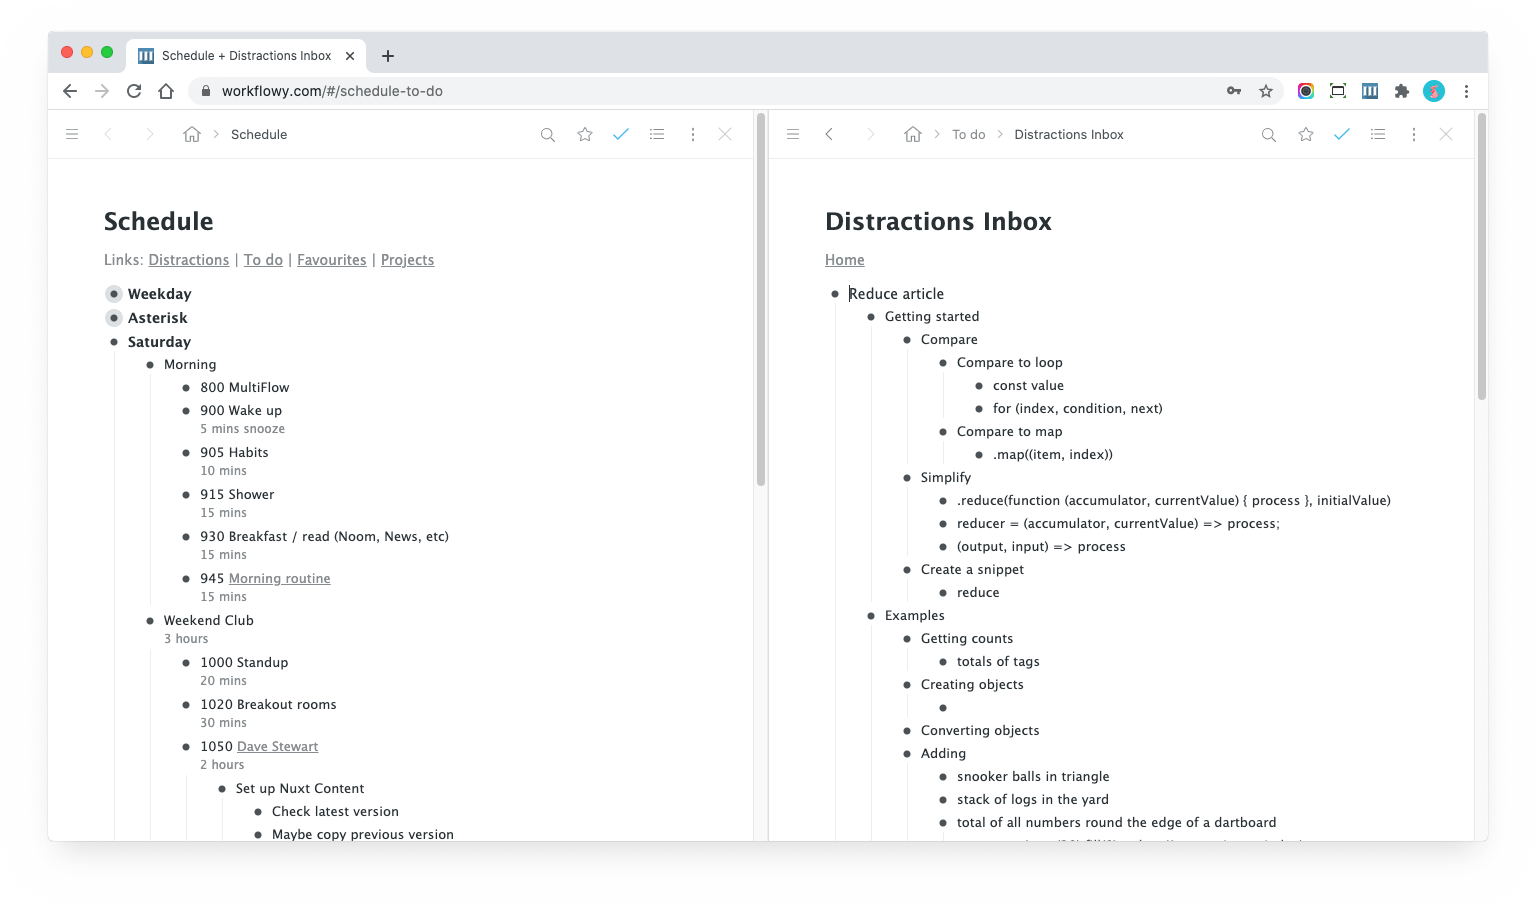 Schedule + Distractions Inbox
workflowy.com/#/schedule-to-do
Schedule
Schedule
Links: Distractions | To do | Favourites | Projects
Weekday
Asterisk
Saturday
Morning
800 MultiFlow
900 Wake up
5 mins snooze
905 Habits
10 mins
915 Shower
15 mins
930 Breakfast / read (Noom, News, etc)
15 mins
945 Morning routine
15 mins
Weekend Club
3 hours
1000 Standup
20 mins
1020 Breakout rooms
30 mins
1050 Dave Stewart
2 hours
Set up Nuxt Content
Check latest version
Maybe copy previous version
To do > Distractions Inbox
Distractions Inbox
Home
Reduce article
Getting started
Compare
Compare to loop
const value
for (index, condition, next)
Compare to map
.map((item, index))
Simplify
.reduce(function (accumulator, currentValue) { process }, initialValue)
reducer = (accumulator, currentValue) => process;
(output, input) => process
Create a snippet
reduce
Examples
Getting counts
totals of tags
Creating objects
Converting objects
Adding
snooker balls in triangle
stack of logs in the yard
total of all numbers round the edge of a dartboard